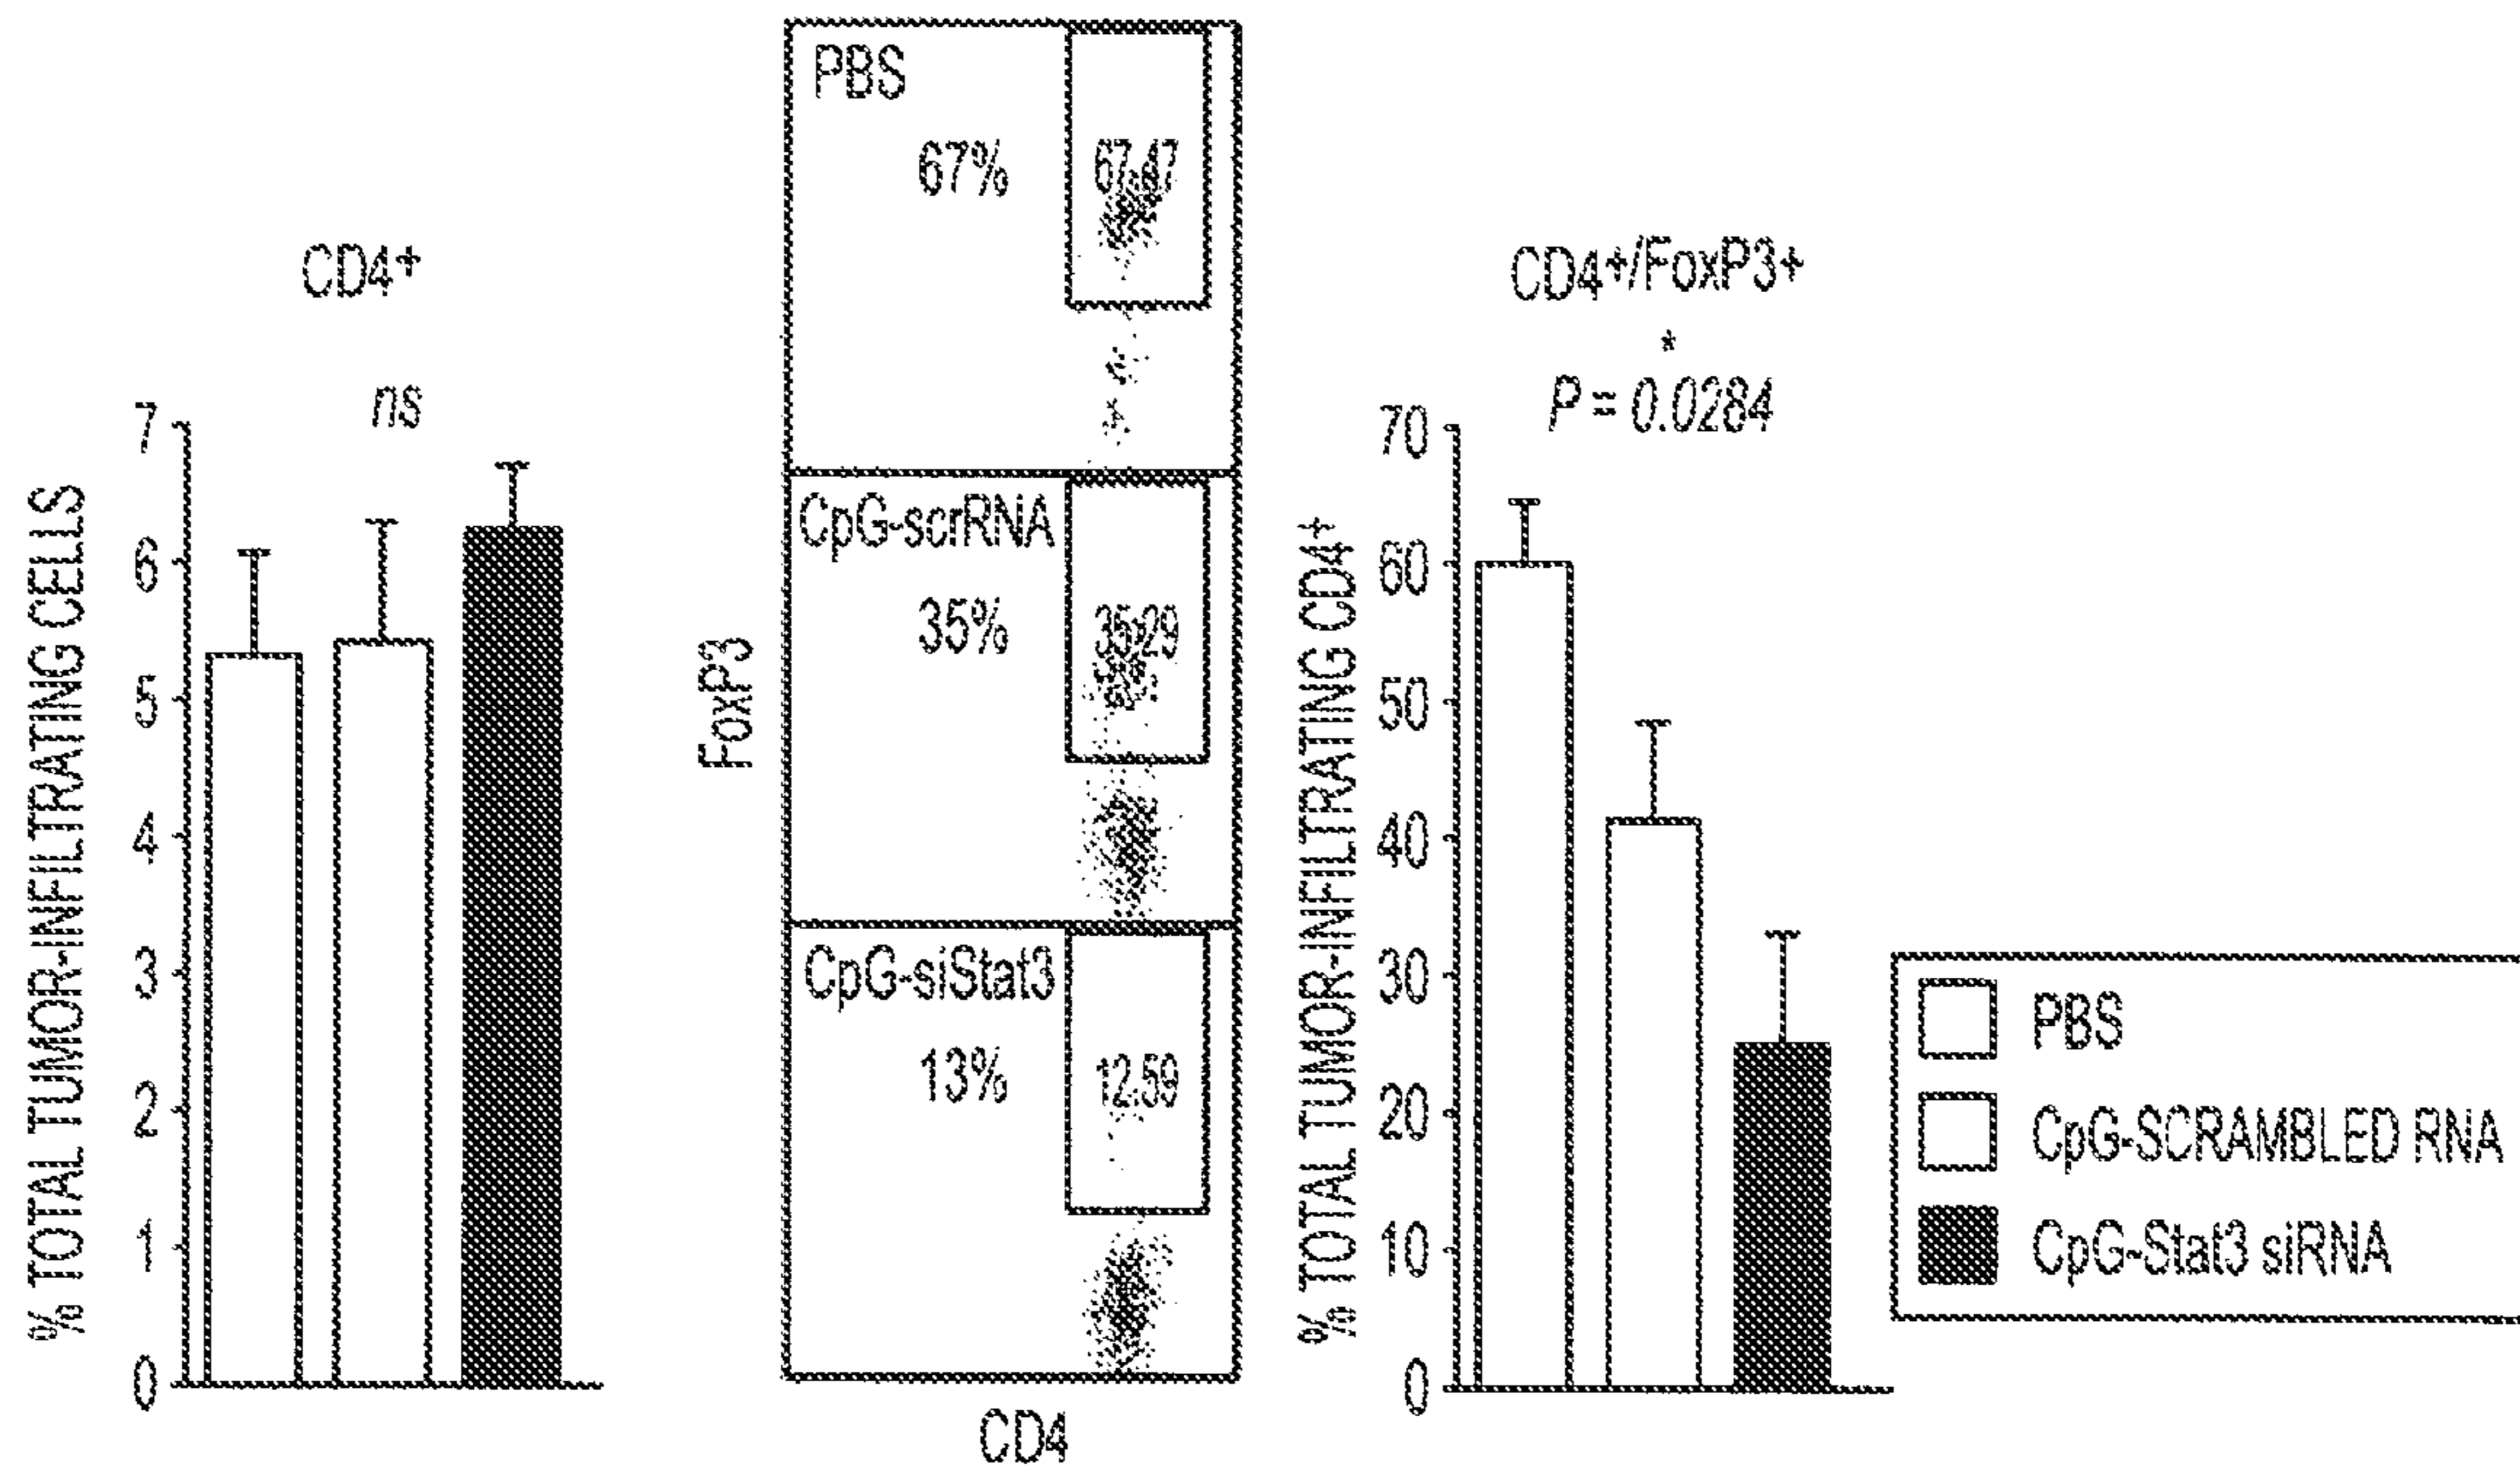 CD4+
ns
% TOTAL TUMOR-INFILTRATING CELLS
7
6
5
4
3
2
1
0
FoxP3
PBS
67%
67.47
CpG-scrRNA
35%
35.29
CpG-siStat3
13%
12.59
CD4
CD4+/FoxP3+
*
P = 0.0284
% TOTAL TUMOR-INFILTRATING CD4+
70
60
50
40
30
20
10
0
PBS
CpG-SCRAMBLED RNA
CpG-Stat3 siRNA